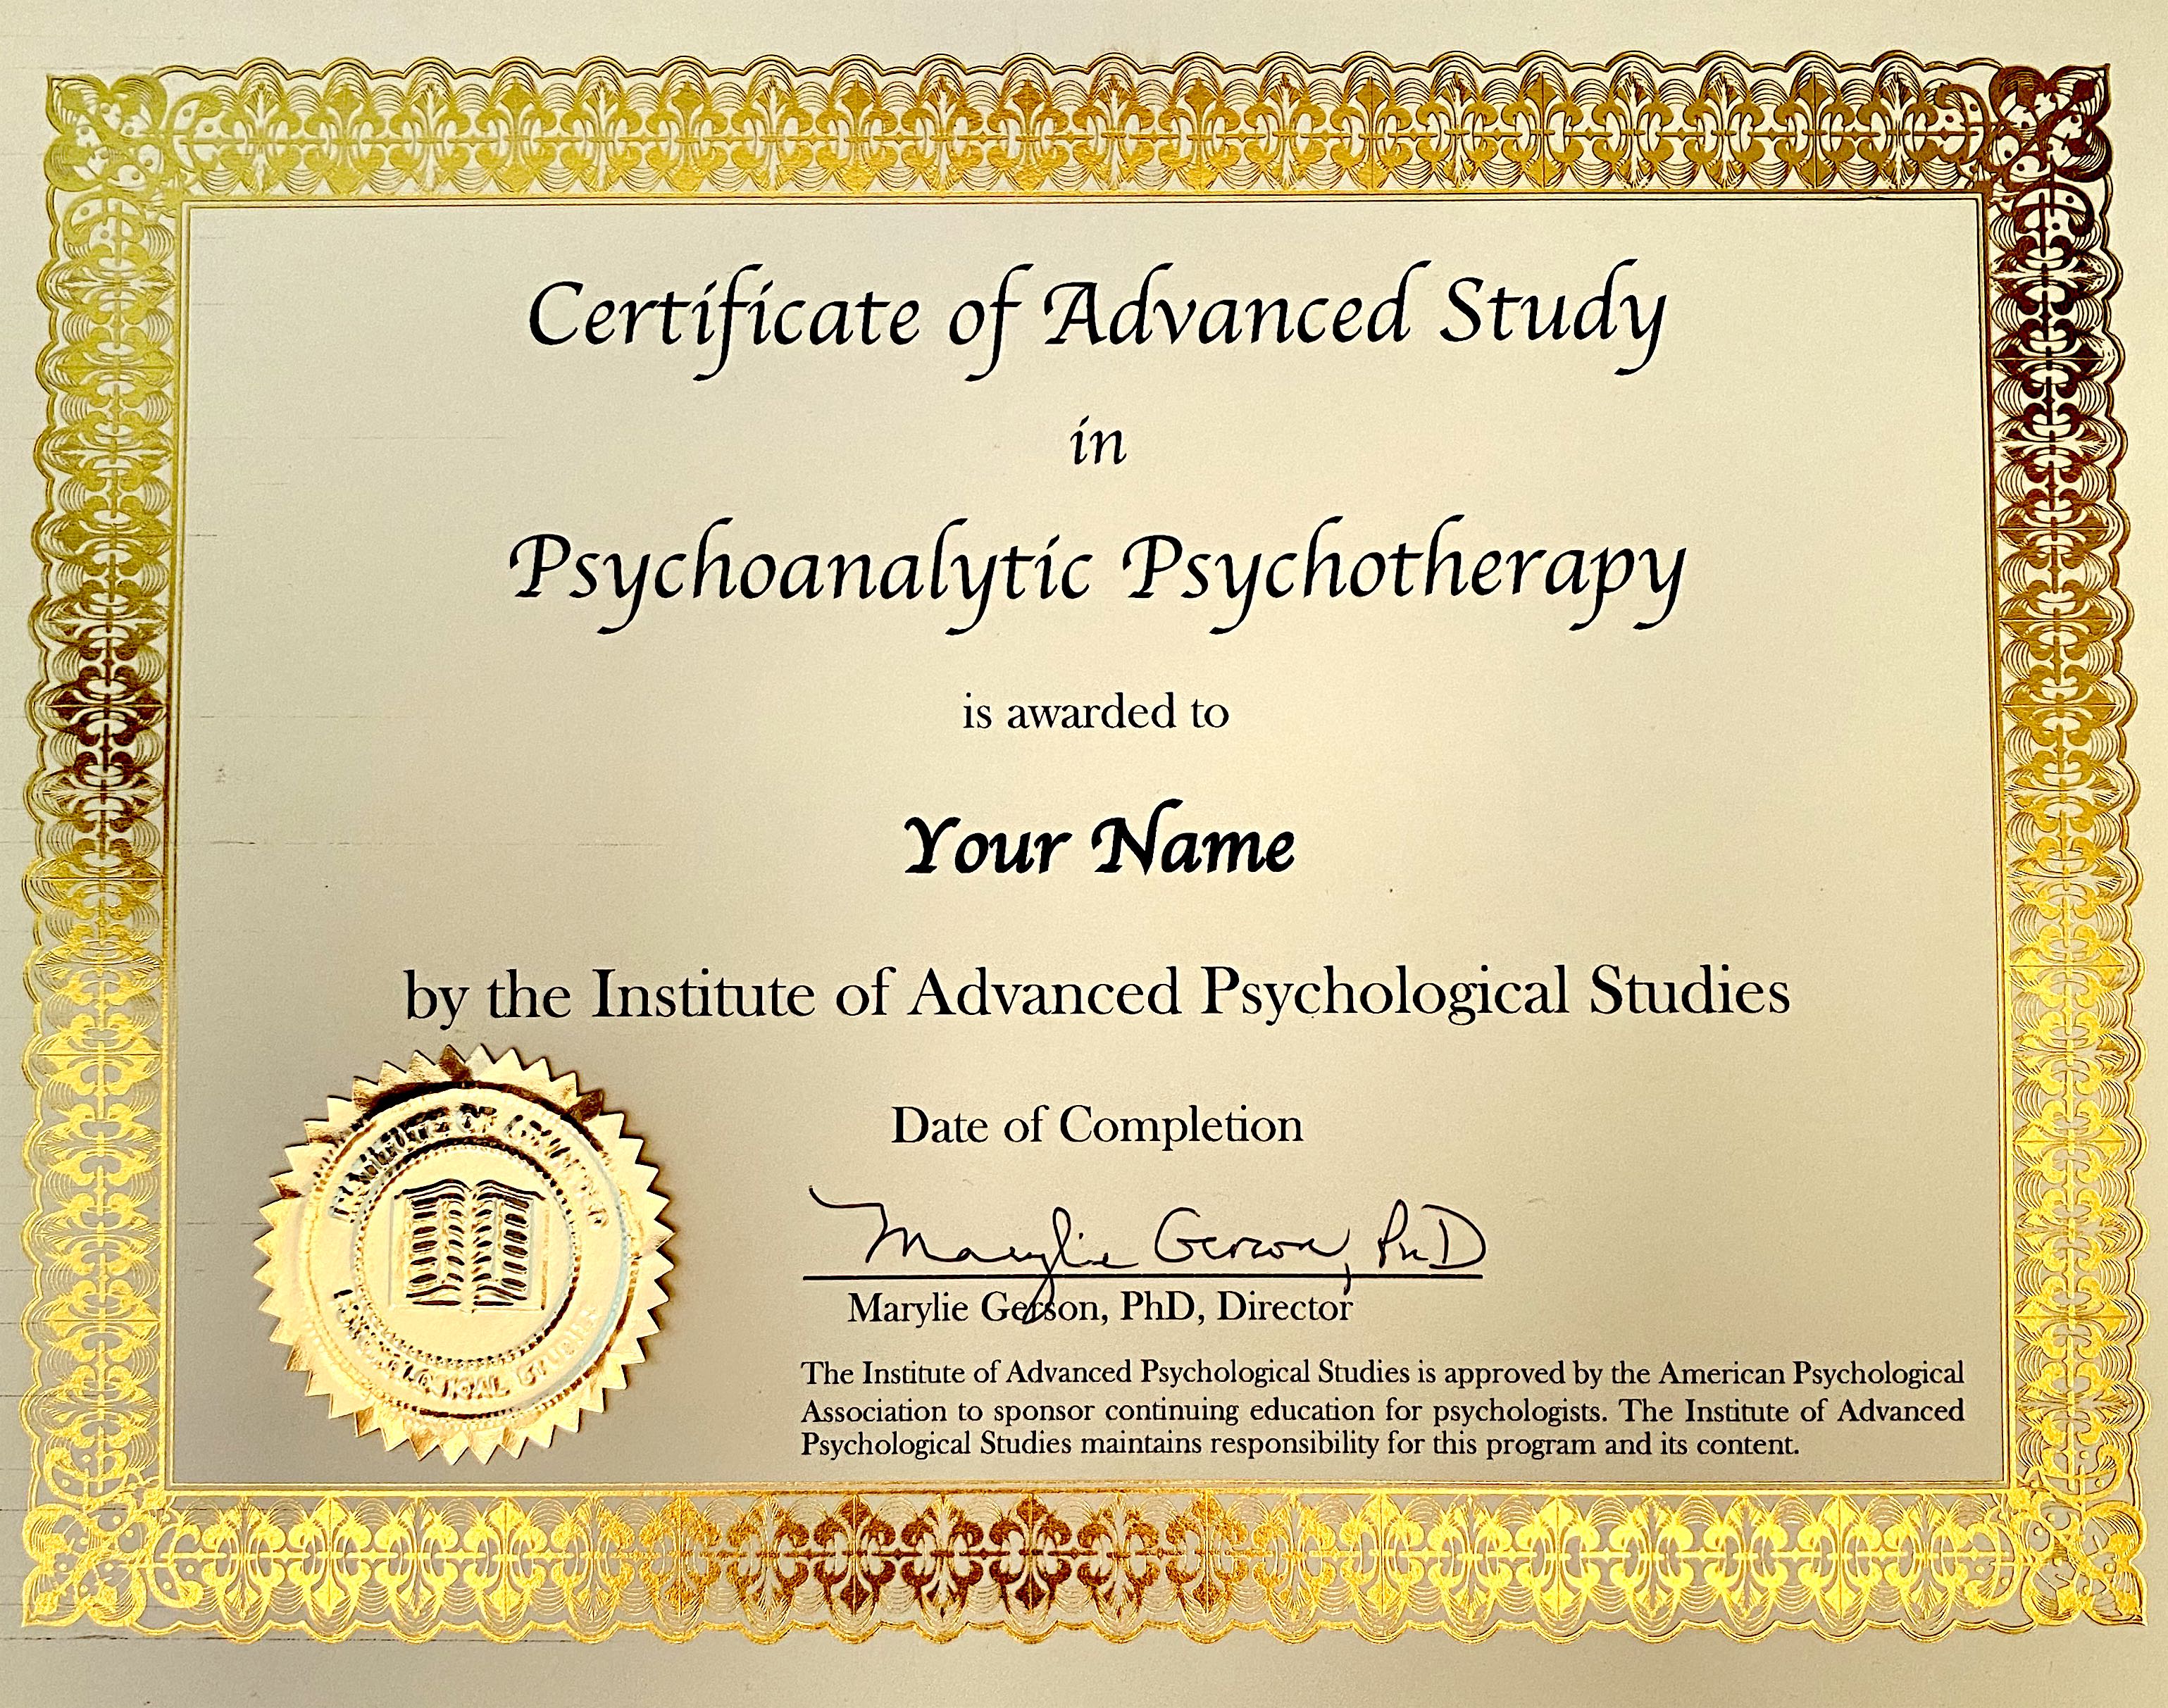 Certificate of Advanced Study
in
Psychoanalytic Psychotherapy
is awarded to
Your Name
by the Institute of Advanced Psychological Studies
Date of Completion
Marylie Gerson, PhD
Marylie Gerson, PhD, Director
The Institute of Advanced Psychological Studies is approved by the American Psychological
Association to sponsor continuing education for psychologists. The Institute of Advanced
Psychological Studies maintains responsibility for this program and its content.
INSTITUTE OF ADVANCED
PSYCHOLOGICAL STUDIES